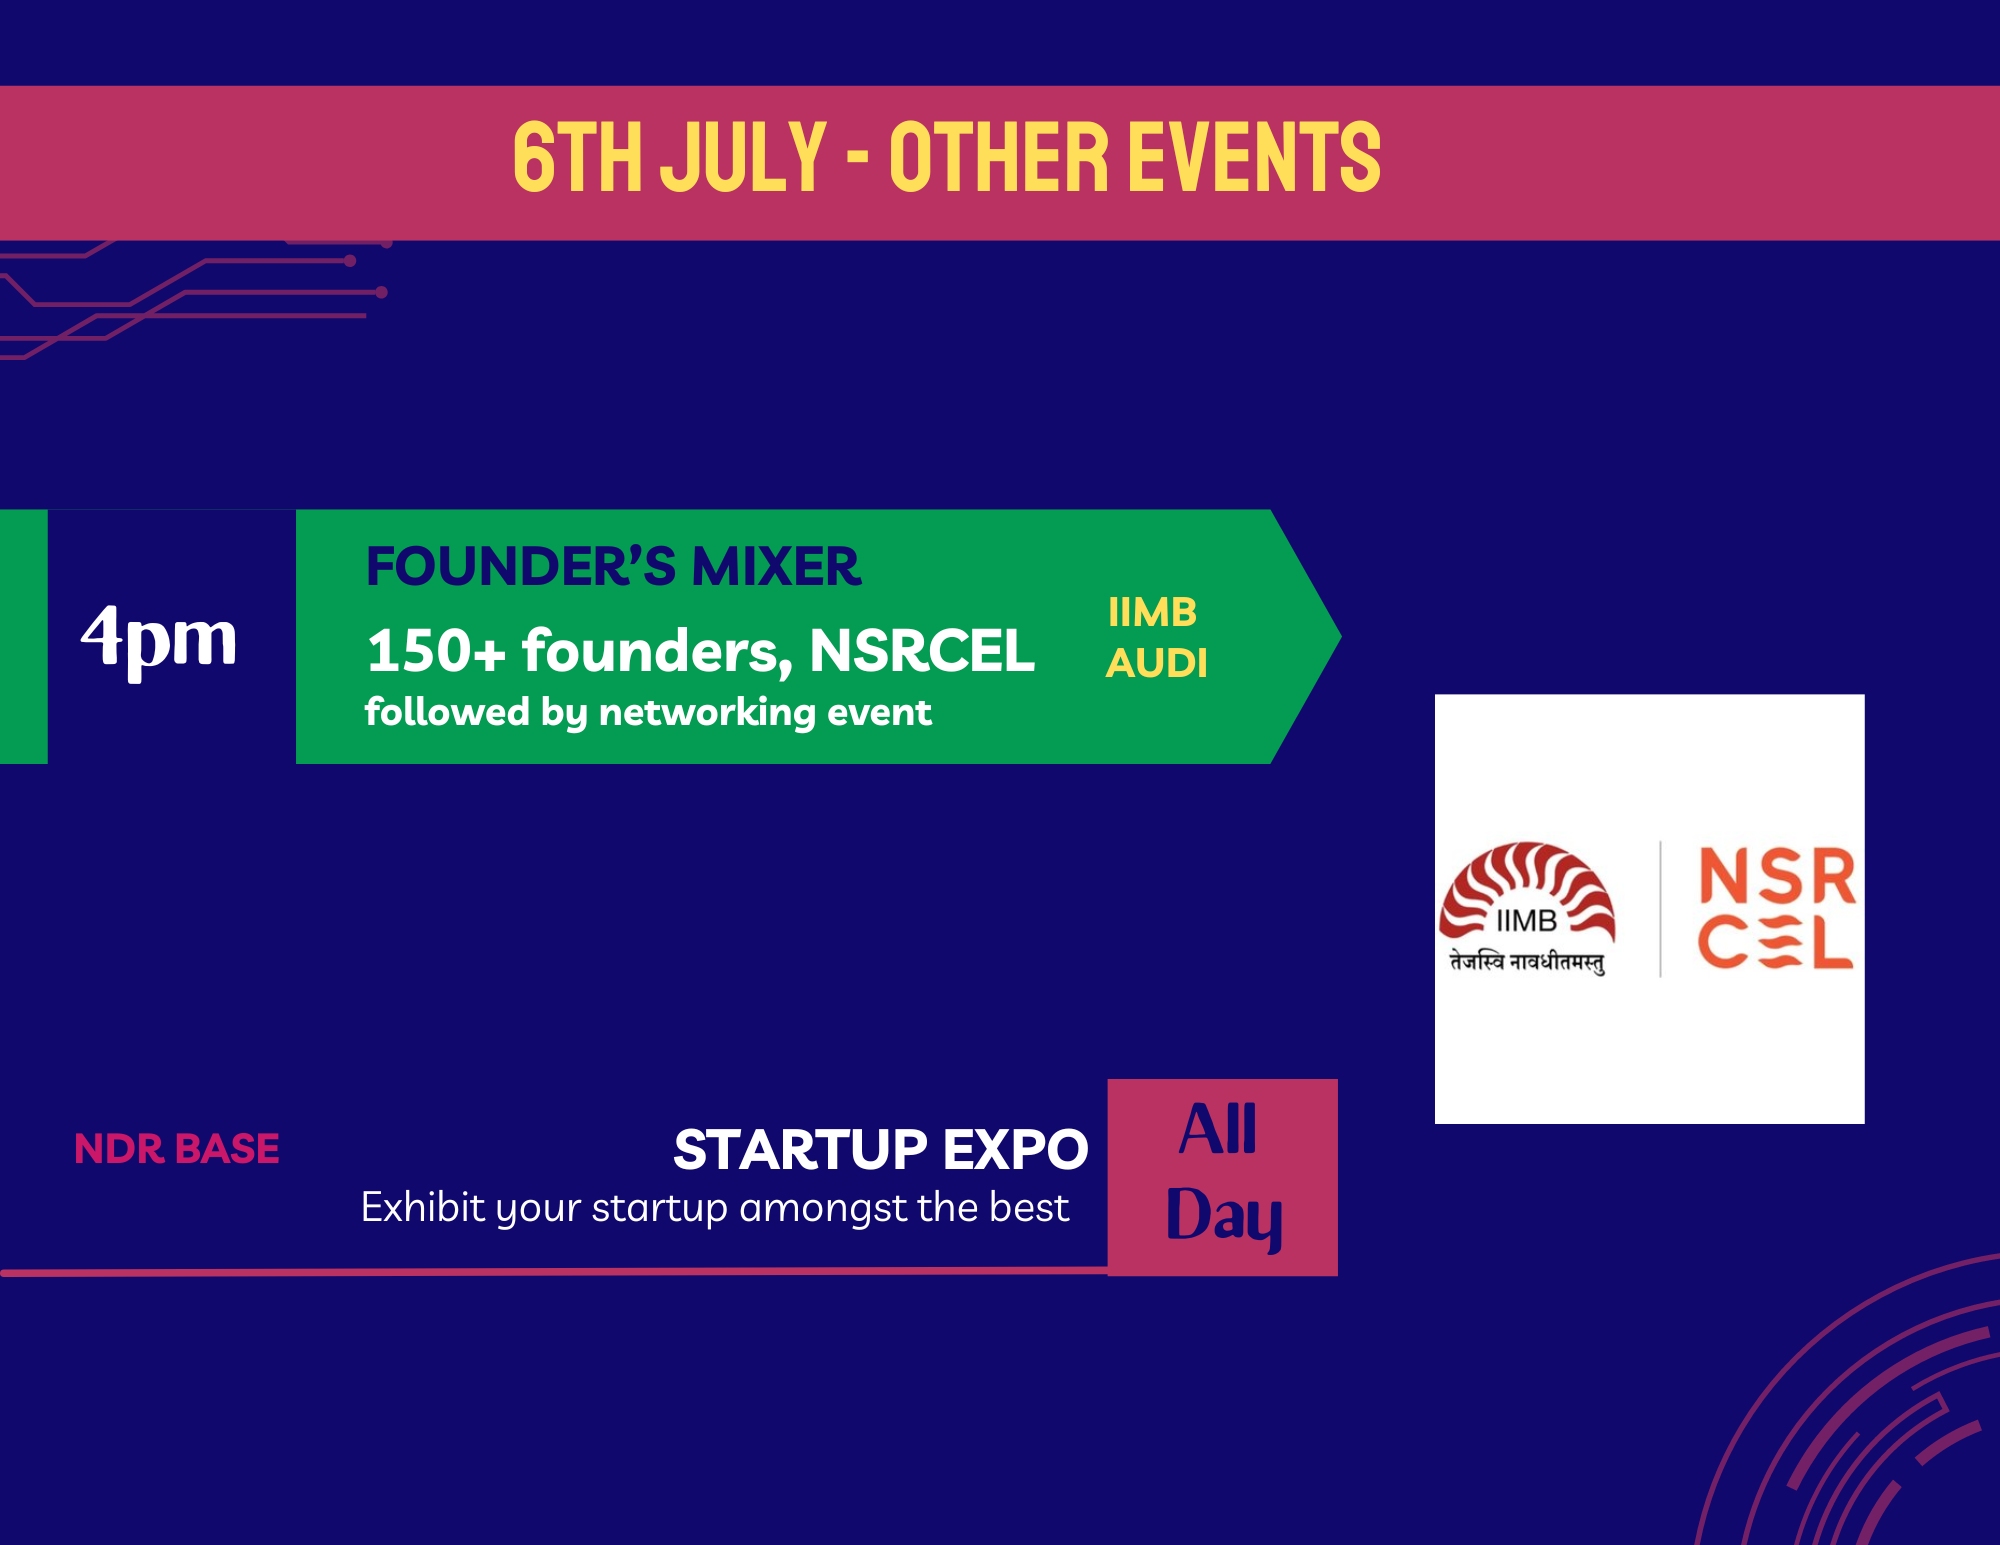 6TH JULY - OTHER EVENTS
4pm
FOUNDER’S MIXER
150+ founders, NSRCEL
followed by networking event
IIMB
AUDI
IIMB
तेजस्वि नावधीतमस्तु
NSR
CEL
NDR BASE
STARTUP EXPO
Exhibit your startup amongst the best
All
Day